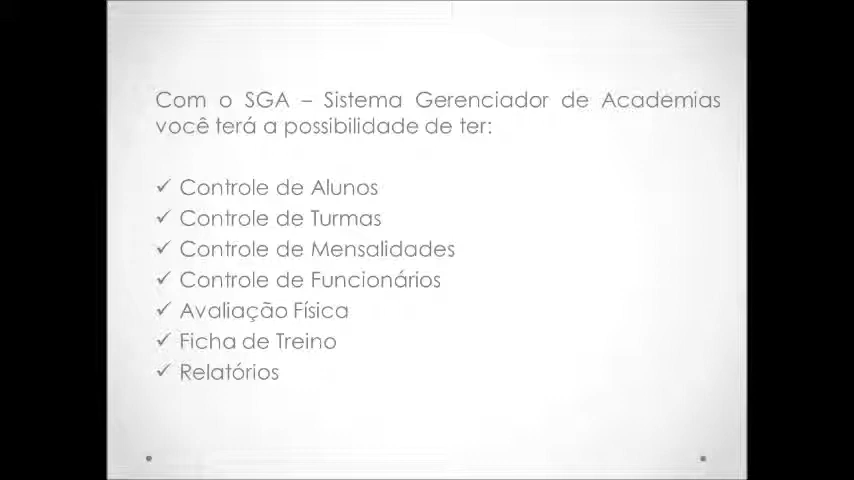 Com o SGA – Sistema Gerenciador de Academias
você terá a possibilidade de ter:
✓ Controle de Alunos
✓ Controle de Turmas
✓ Controle de Mensalidades
✓ Controle de Funcionários
✓ Avaliação Física
✓ Ficha de Treino
✓ Relatórios